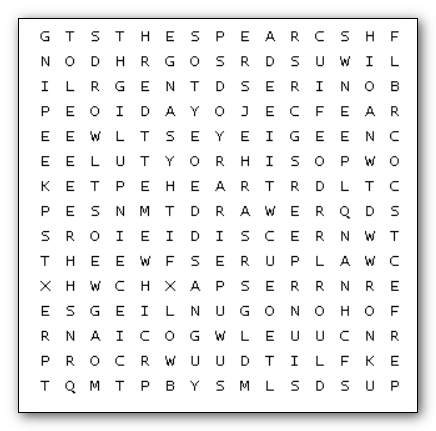 G T S T H E S P E A R C S H F
N O D H R G O S R D S U W I L
I L R G E N T D S E R I N O B
P E O I D A Y O J E C F E A R
E E W L T S E Y E I G E E N C
E E L U T Y O R H I S O P W O
K E T P E H E A R T R D L T C
P E S N M T D R A W E R Q D S
S R O I E I D I S C E R N W T
T H E E W F S E R U P L A W C
X H W C H X A P S E R R N R E
E S G E I L N U G O N O H O F
R N A I C O G W L E U U C N R
P R O C R W U U D T I L F K E
T Q M T P B Y S M L S D S U P